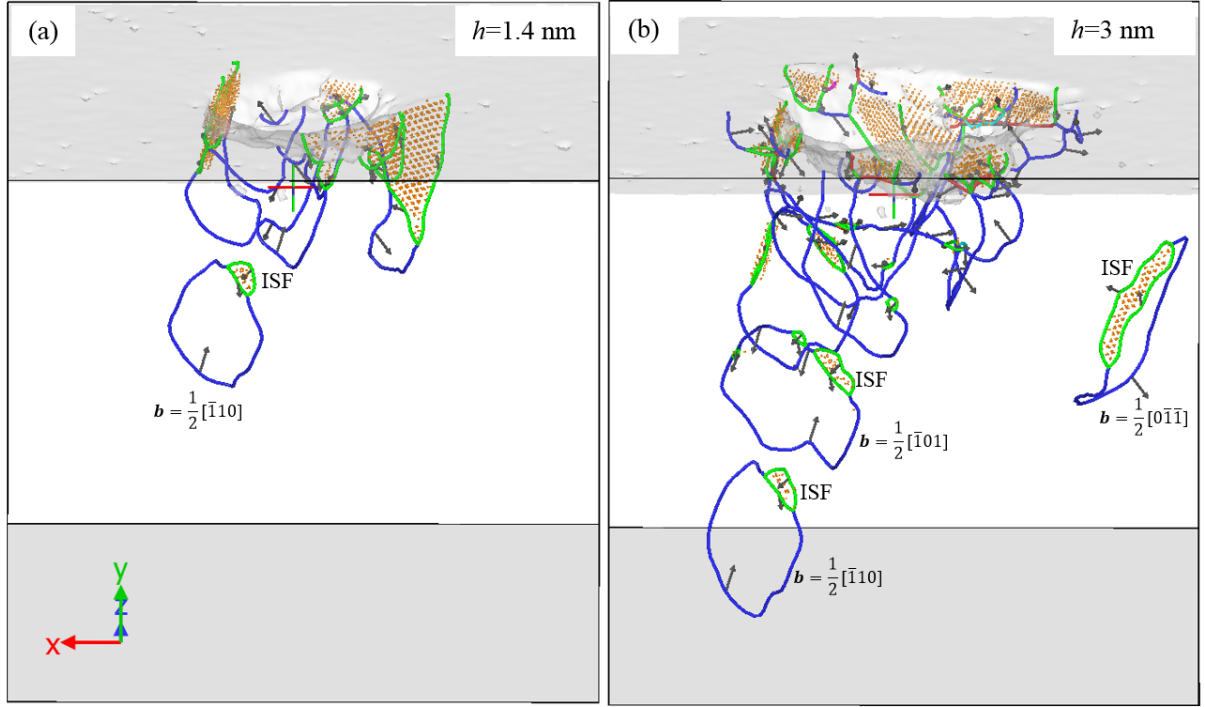 (a)
h=1.4 nm
ISF
b = 1/2 [1̄10]
y
z
x
(b)
h=3 nm
ISF
b = 1/2 [01̄1̄]
ISF
b = 1/2 [1̄01]
ISF
b = 1/2 [1̄10]